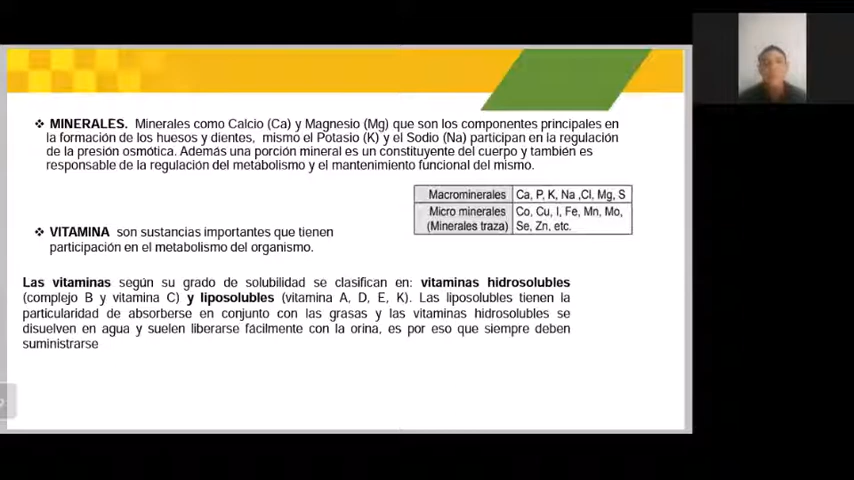 ❖ MINERALES. Minerales como Calcio (Ca) y Magnesio (Mg) que son los componentes principales en
la formación de los huesos y dientes, mismo el Potasio (K) y el Sodio (Na) participan en la regulación
de la presión osmótica. Además una porción mineral es un constituyente del cuerpo y también es
responsable de la regulación del metabolismo y el mantenimiento funcional del mismo.
Macrominerales Ca, P, K, Na ,Cl, Mg, S
Micro minerales Co, Cu, I, Fe, Mn, Mo,
(Minerales traza) Se, Zn, etc.
❖ VITAMINA son sustancias importantes que tienen
participación en el metabolismo del organismo.
Las vitaminas según su grado de solubilidad se clasifican en: vitaminas hidrosolubles
(complejo B y vitamina C) y liposolubles (vitamina A, D, E, K). Las liposolubles tienen la
particularidad de absorberse en conjunto con las grasas y las vitaminas hidrosolubles se
disuelven en agua y suelen liberarse fácilmente con la orina, es por eso que siempre deben
suministrarse